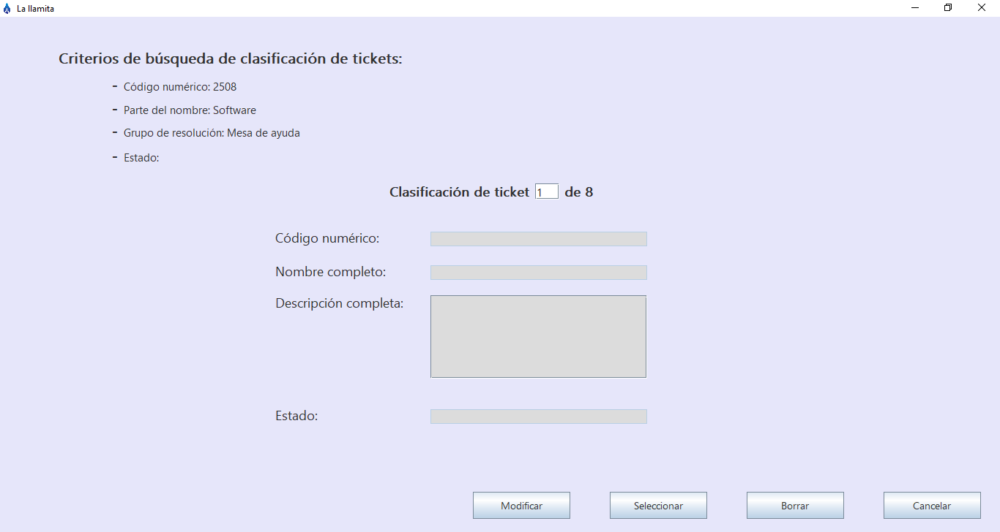 La llamita
Criterios de búsqueda de clasificación de tickets:
- Código numérico: 2508
- Parte del nombre: Software
- Grupo de resolución: Mesa de ayuda
- Estado:
Clasificación de ticket 1 de 8
Código numérico:
Nombre completo:
Descripción completa:
Estado:
Modificar Seleccionar Borrar Cancelar